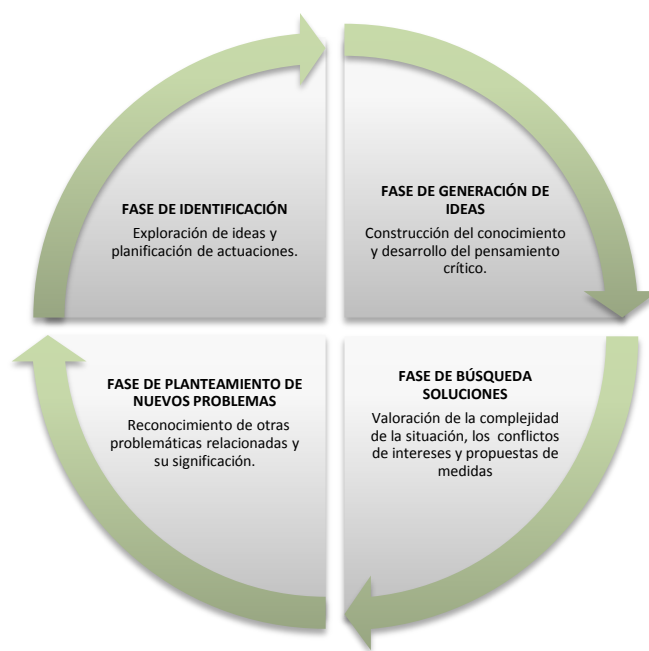 FASE DE IDENTIFICACIÓN
Exploración de ideas y
planificación de actuaciones.
FASE DE GENERACIÓN DE
IDEAS
Construcción del conocimiento
y desarrollo del pensamiento
crítico.
FASE DE PLANTEAMIENTO DE
NUEVOS PROBLEMAS
Reconocimiento de otras
problemáticas relacionadas y
su significación.
FASE DE BÚSQUEDA
SOLUCIONES
Valoración de la complejidad
de la situación, los conflictos
de intereses y propuestas de
medidas